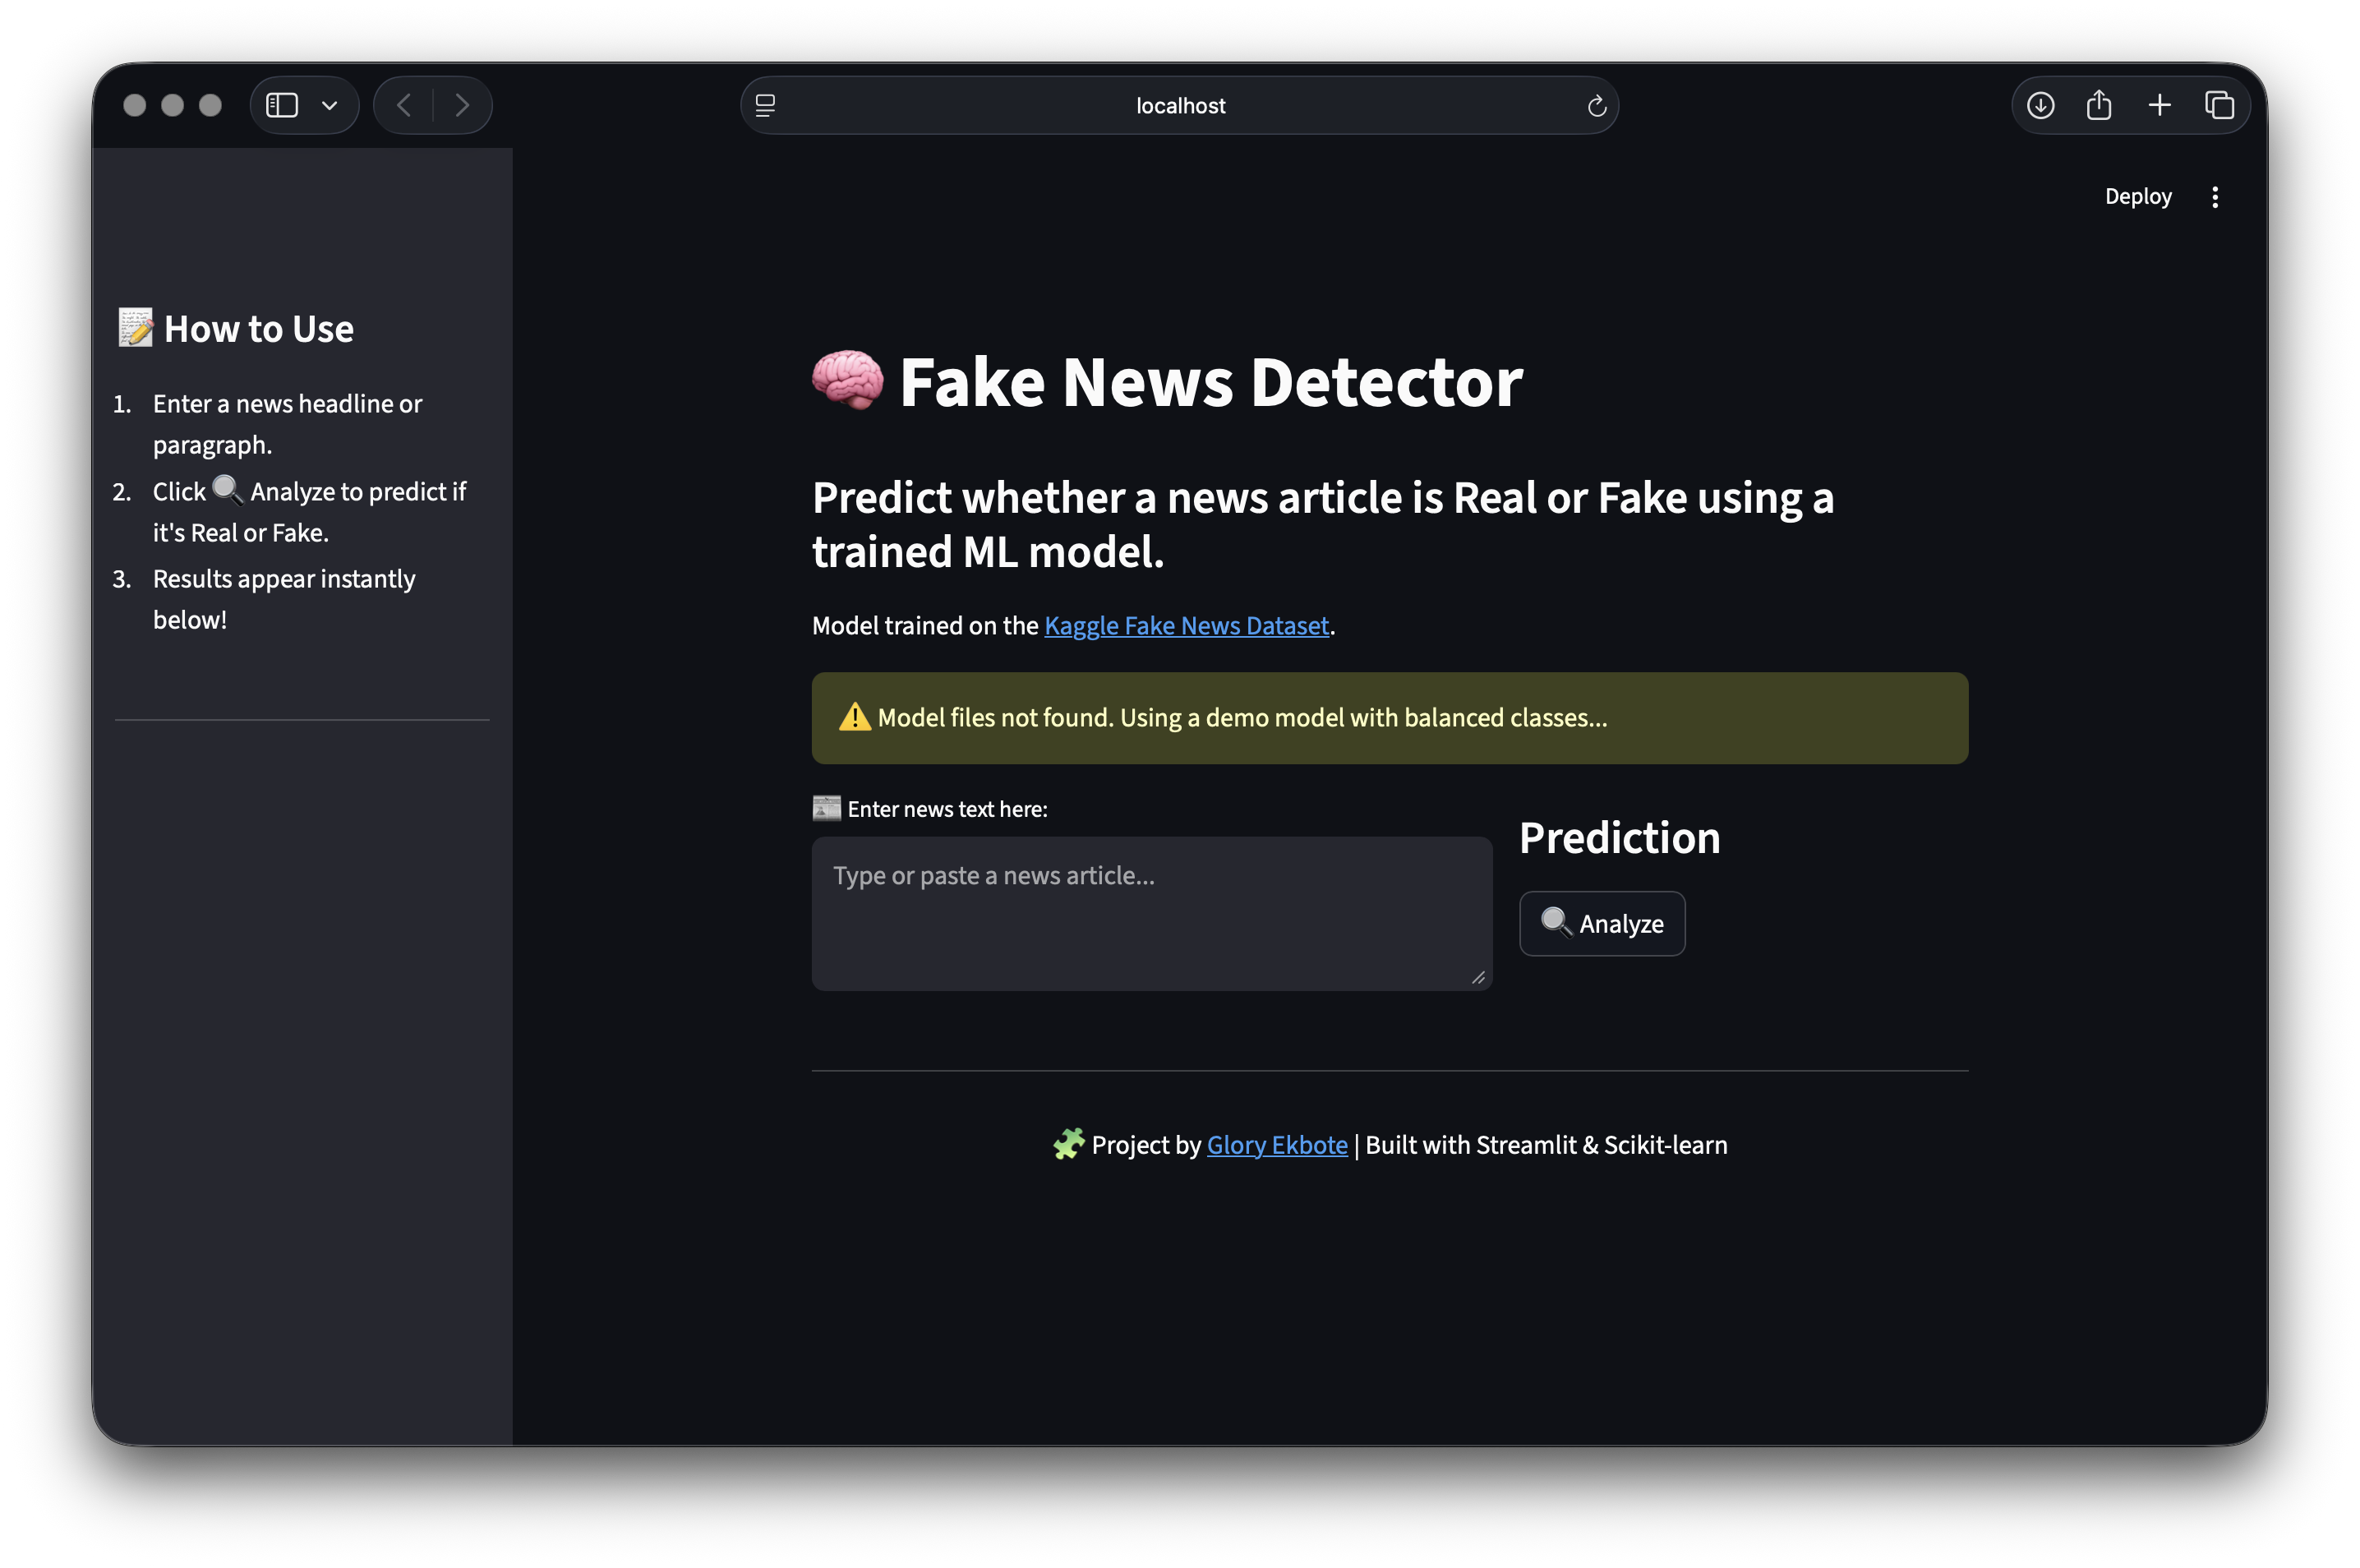 localhost
Deploy
📝 How to Use
1. Enter a news headline or
paragraph.
2. Click 🔍 Analyze to predict if
it's Real or Fake.
3. Results appear instantly
below!
🧠 Fake News Detector
Predict whether a news article is Real or Fake using a
trained ML model.
Model trained on the Kaggle Fake News Dataset.
⚠️ Model files not found. Using a demo model with balanced classes...
📰 Enter news text here:
Type or paste a news article...
Prediction
🔍 Analyze
🧩 Project by Glory Ekbote | Built with Streamlit & Scikit-learn